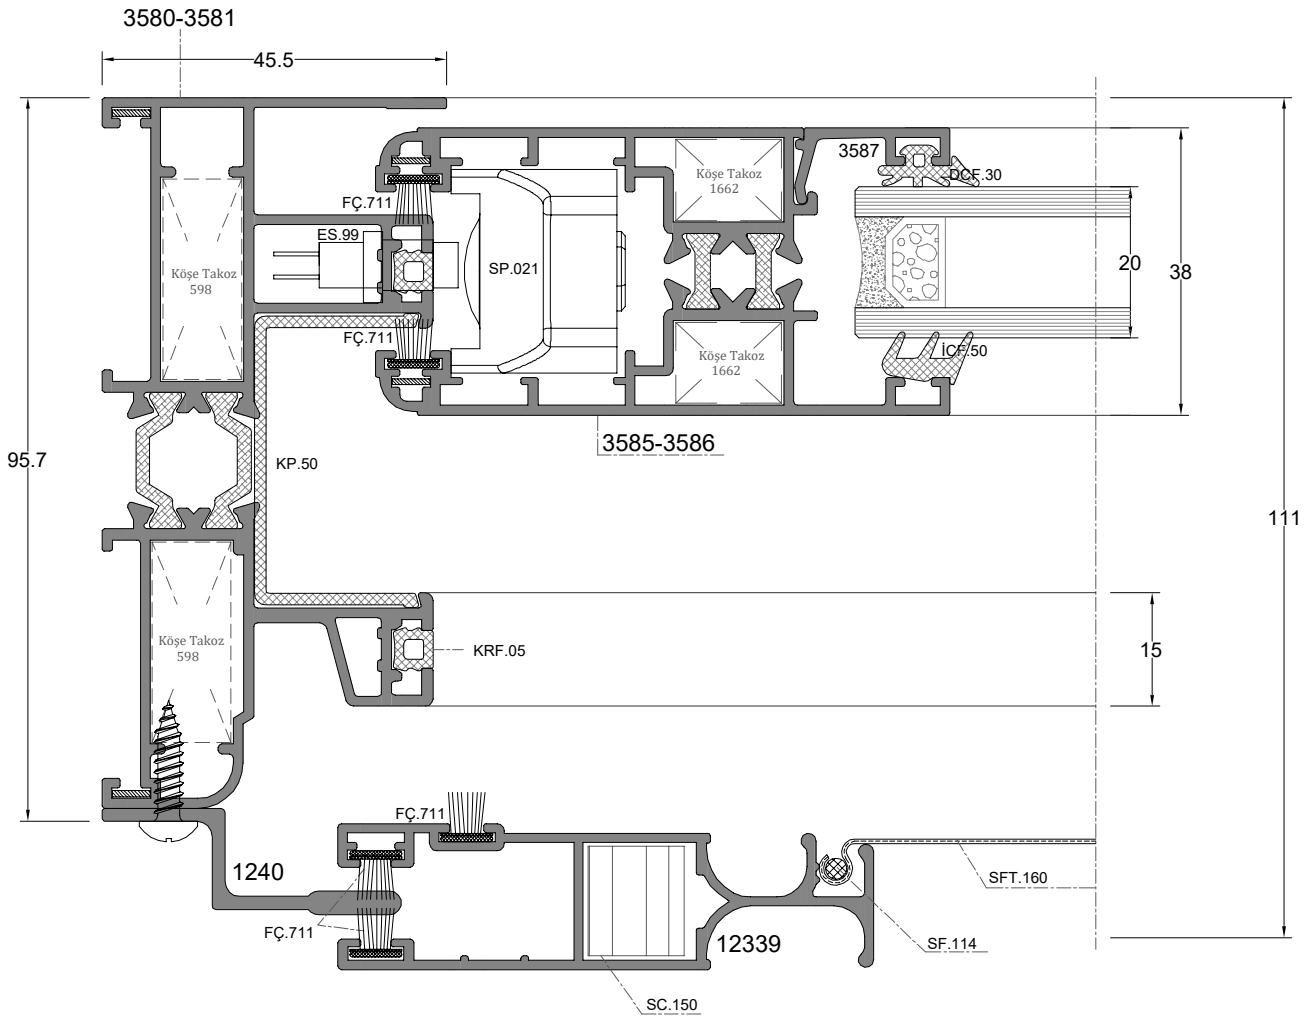 3580-3581
45.5
3587
DCF.30
Köşe Takoz
1662
FÇ.711
ES.99
SP.021
Köşe Takoz
598
20
38
FÇ.711
İCF.50
Köşe Takoz
1662
3585-3586
95.7
KP.50
111
Köşe Takoz
598
KRF.05
15
FÇ.711
1240
SFT.160
FÇ.711
12339
SF.114
SC.150